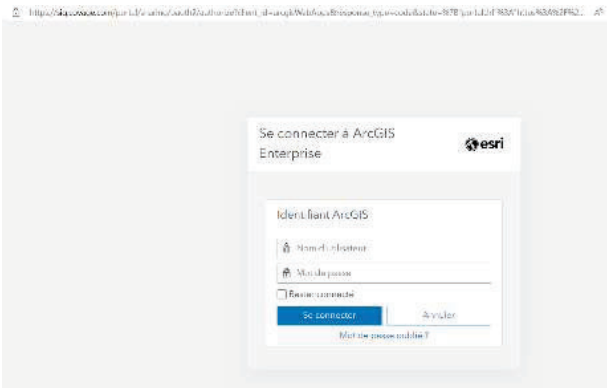 Se connecter à ArcGIS
Enterprise
esri
Identifiant ArcGIS
Nom d'utilisateur
Mot de passe
Rester connecté
Se connecter
Annuler
Mot de passe oublié ?